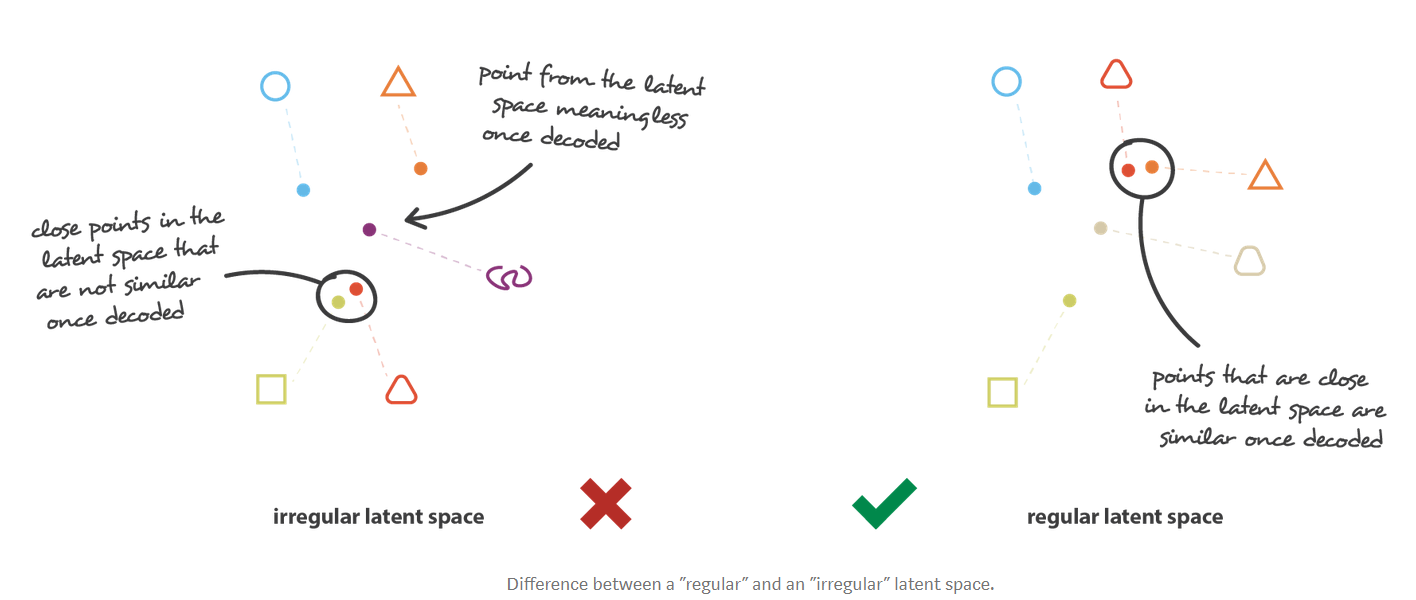 point from the latent
space meaningless
once decoded
close points in the
latent space that
are not similar
once decoded
points that are close
in the latent space are
similar once decoded
irregular latent space
regular latent space
Difference between a "regular" and an "irregular" latent space.